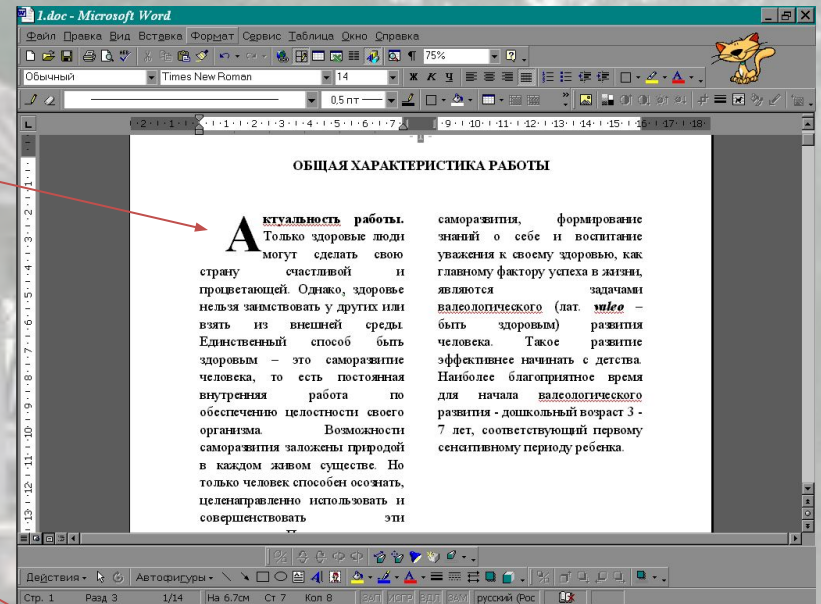 1.doc - Microsoft Word
Файл Правка Вид Вставка Формат Сервис Таблица Окно Справка
75%
Обычный Times New Roman 14 Ж К Ч
0,5 пт
ОБЩАЯ ХАРАКТЕРИСТИКА РАБОТЫ
Актуальность работы.
Только здоровые люди
могут сделать свою
страну счастливой и
процветающей. Однако, здоровье
нельзя заимствовать у других или
взять из внешней среды.
Единственный способ быть
здоровым – это саморазвитие
человека, то есть постоянная
внутренняя работа по
обеспечению целостности своего
организма. Возможности
саморазвития заложены природой
в каждом живом существе. Но
только человек способен осознать,
целенаправленно использовать и
совершенствовать эти
саморазвития, формирование
знаний о себе и воспитание
уважения к своему здоровью, как
главному фактору успеха в жизни,
являются задачами
валеологического (лат. valeo –
быть здоровым) развития
человека. Такое развитие
эффективнее начинать с детства.
Наиболее благоприятное время
для начала валеологического
развития - дошкольный возраст 3 -
7 лет, соответствующий первому
сенситивному периоду ребенка.
Действия Автофигуры
Стр. 1 Разд 3 1/14 На 6.7см Ст 7 Кол 8 ЗАП ИСПР ВДЛ ЗАМ русский (Рос